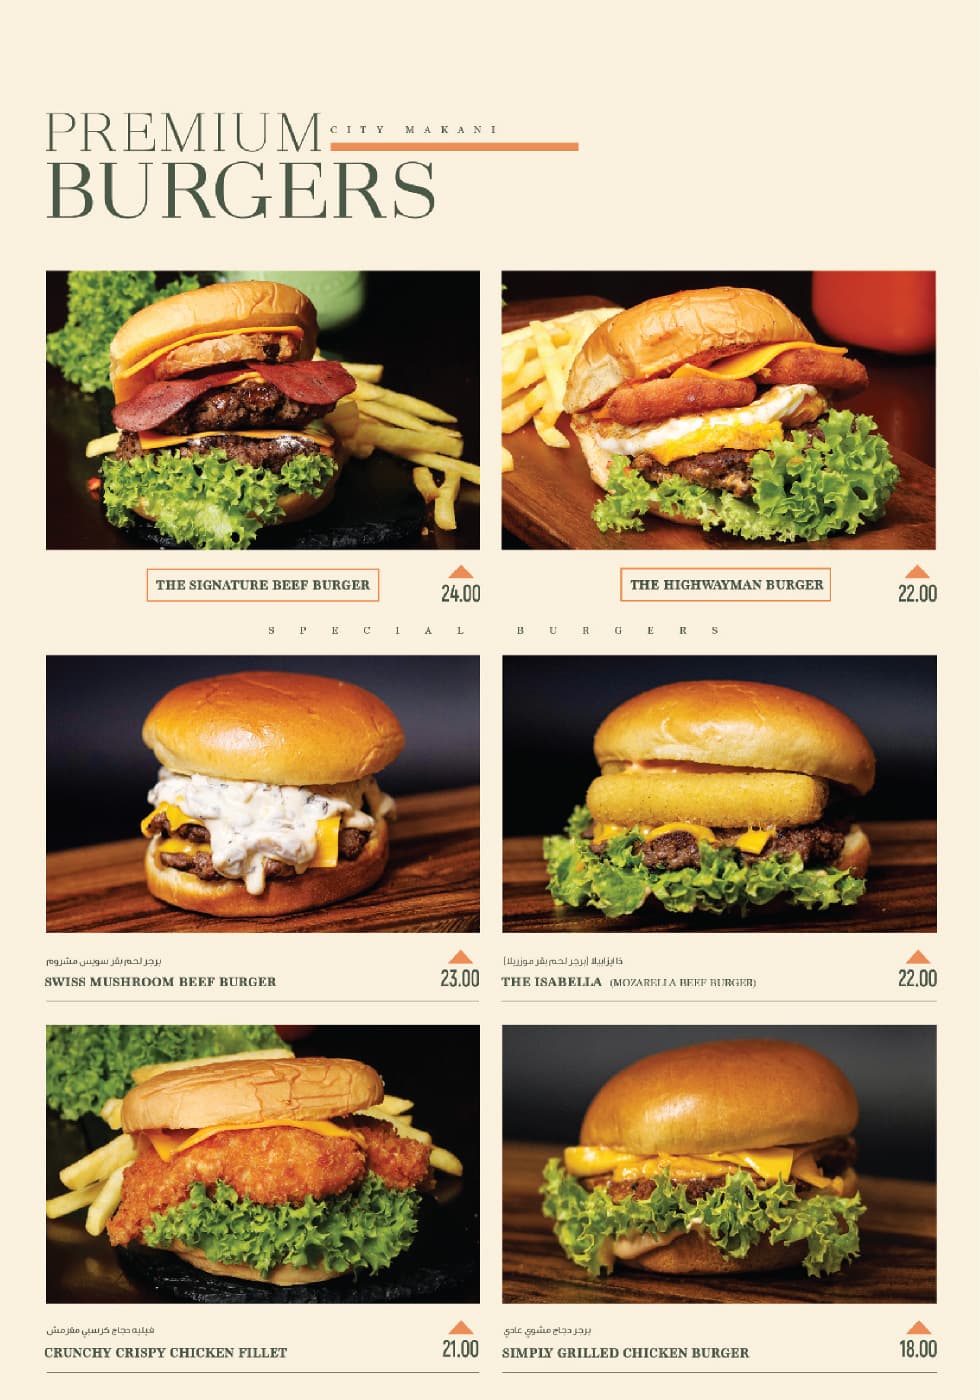 PREMIUM
CITY MAKANI
BURGERS
THE SIGNATURE BEEF BURGER
24.00
THE HIGHWAYMAN BURGER
22.00
SPECIAL BURGERS
برجر لحم بقر سويس مشروم
SWISS MUSHROOM BEEF BURGER
23.00
ذا ايزابيلا (برجر لحم بقر موزريلا)
THE ISABELLA (MOZARELLA BEEF BURGER)
22.00
فيليه دجاج كرسبي مقرمش
CRUNCHY CRISPY CHICKEN FILLET
21.00
برجر دجاج مشوي عادي
SIMPLY GRILLED CHICKEN BURGER
18.00